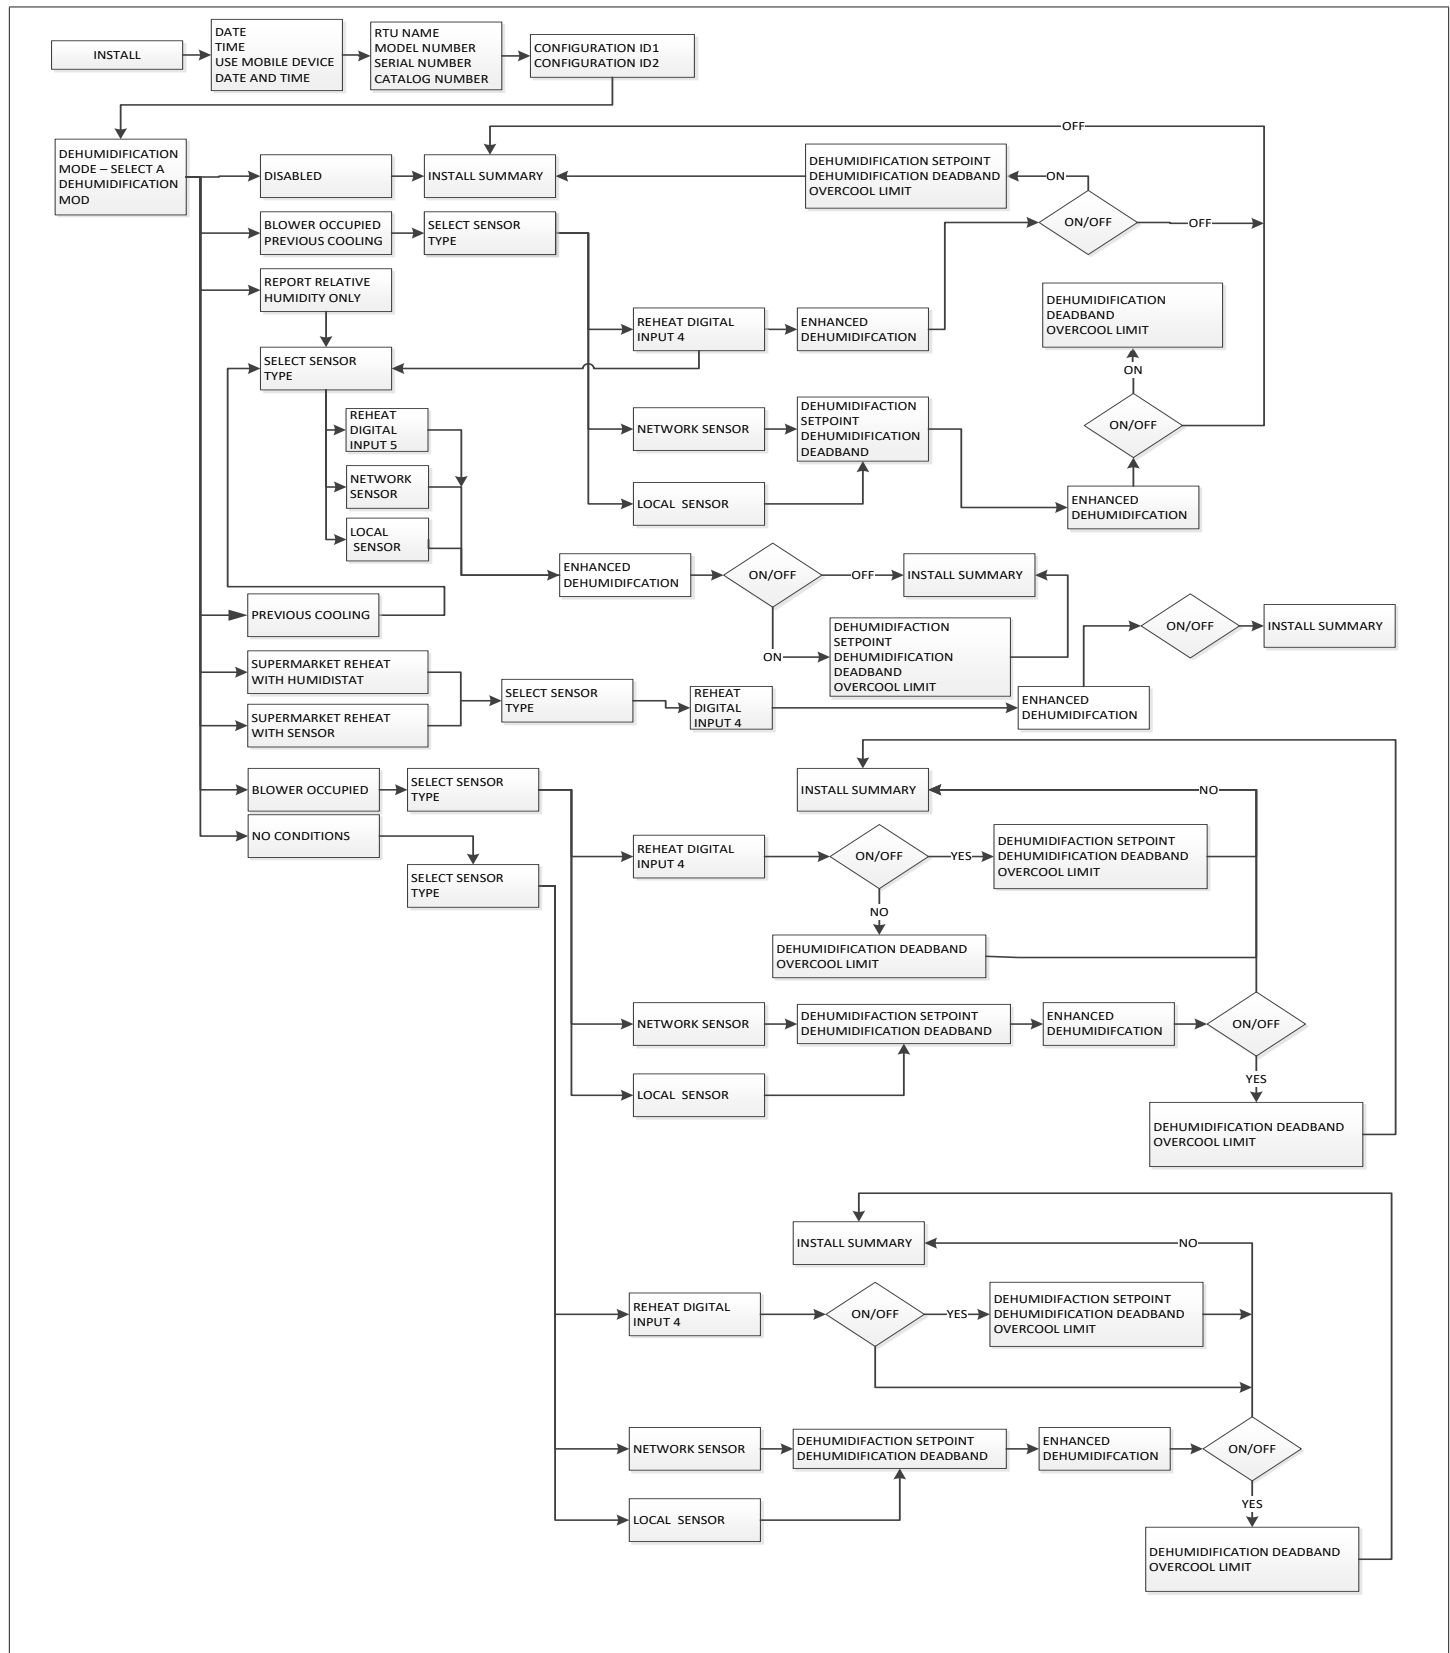 INSTALL
DATE
TIME
USE MOBILE DEVICE
DATE AND TIME
RTU NAME
MODEL NUMBER
SERIAL NUMBER
CATALOG NUMBER
CONFIGURATION ID1
CONFIGURATION ID2
OFF
DEHUMIDIFICATION
MODE – SELECT A
DEHUMIDIFICATION
MOD
DISABLED
INSTALL SUMMARY
DEHUMIDIFICATION SETPOINT
DEHUMIDIFICATION DEADBAND
OVERCOOL LIMIT
ON
BLOWER OCCUPIED
PREVIOUS COOLING
SELECT SENSOR
TYPE
ON/OFF
OFF
REPORT RELATIVE
HUMIDITY ONLY
REHEAT DIGITAL
INPUT 4
ENHANCED
DEHUMIDIFCATION
DEHUMIDIFICATION
DEADBAND
OVERCOOL LIMIT
ON
SELECT SENSOR
TYPE
REHEAT
DIGITAL
INPUT 5
NETWORK SENSOR
DEHUMIDIFACTION
SETPOINT
DEHUMIDIFICATION
DEADBAND
ON/OFF
NETWORK
SENSOR
LOCAL  SENSOR
ENHANCED
DEHUMIDIFCATION
LOCAL
SENSOR
ENHANCED
DEHUMIDIFCATION
ON/OFF
OFF
INSTALL SUMMARY
PREVIOUS COOLING
ON
DEHUMIDIFACTION
SETPOINT
DEHUMIDIFICATION
DEADBAND
OVERCOOL LIMIT
ON/OFF
INSTALL SUMMARY
SUPERMARKET REHEAT
WITH HUMIDISTAT
SELECT SENSOR
TYPE
REHEAT
DIGITAL
INPUT 4
ENHANCED
DEHUMIDIFCATION
SUPERMARKET REHEAT
WITH SENSOR
BLOWER OCCUPIED
SELECT SENSOR
TYPE
INSTALL SUMMARY
NO
NO CONDITIONS
SELECT SENSOR
TYPE
REHEAT DIGITAL
INPUT 4
ON/OFF
YES
DEHUMIDIFACTION SETPOINT
DEHUMIDIFICATION DEADBAND
OVERCOOL LIMIT
NO
DEHUMIDIFICATION DEADBAND
OVERCOOL LIMIT
NETWORK SENSOR
DEHUMIDIFACTION SETPOINT
DEHUMIDIFICATION DEADBAND
ENHANCED
DEHUMIDIFCATION
ON/OFF
YES
LOCAL  SENSOR
DEHUMIDIFICATION DEADBAND
OVERCOOL LIMIT
INSTALL SUMMARY
NO
REHEAT DIGITAL
INPUT 4
ON/OFF
YES
DEHUMIDIFACTION SETPOINT
DEHUMIDIFICATION DEADBAND
OVERCOOL LIMIT
NETWORK SENSOR
DEHUMIDIFACTION SETPOINT
DEHUMIDIFICATION DEADBAND
ENHANCED
DEHUMIDIFCATION
ON/OFF
YES
LOCAL  SENSOR
DEHUMIDIFICATION DEADBAND
OVERCOOL LIMIT